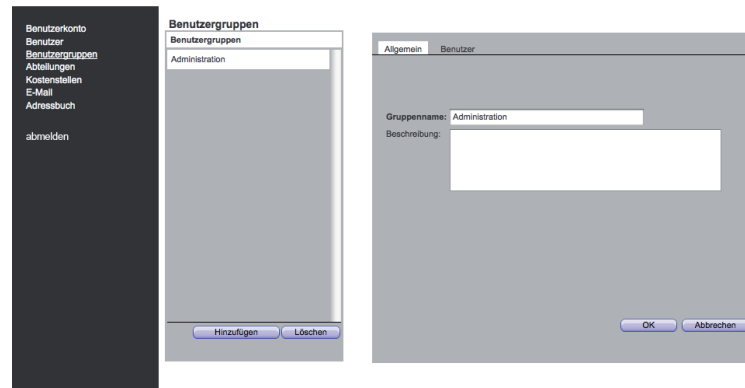 Benutzerkonto
Benutzer
Benutzergruppen
Abteilungen
Kostenstellen
E-Mail
Adressbuch
abmelden
Benutzergruppen
Benutzergruppen
Administration
Hinzufügen Löschen
Allgemein Benutzer
Gruppenname: Administration
Beschreibung:
OK Abbrechen